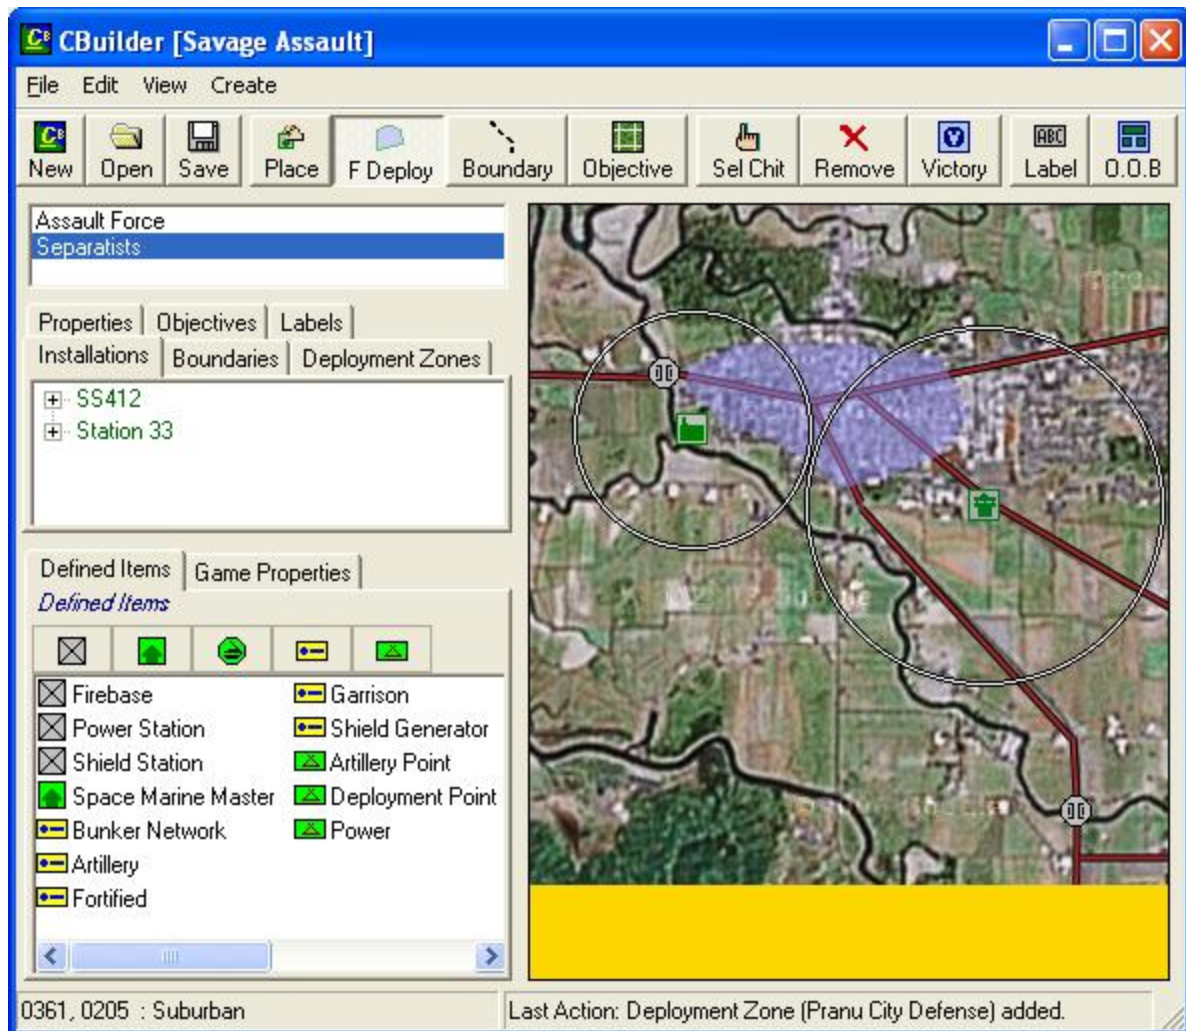 CB CBuilder [Savage Assault]
File Edit View Create
CB ABC
New Open Save Place F Deploy Boundary Objective Sel Chit Remove Victory Label O.O.B
Assault Force
Separatists
Properties Objectives Labels
Installations Boundaries Deployment Zones
SS412
Station 33
Defined Items Game Properties
Defined Items
Firebase Garrison
Power Station Shield Generator
Shield Station Artillery Point
Space Marine Master Deployment Point
Bunker Network Power
Artillery
Fortified
0361, 0205 : Suburban Last Action: Deployment Zone (Pranu City Defense) added.